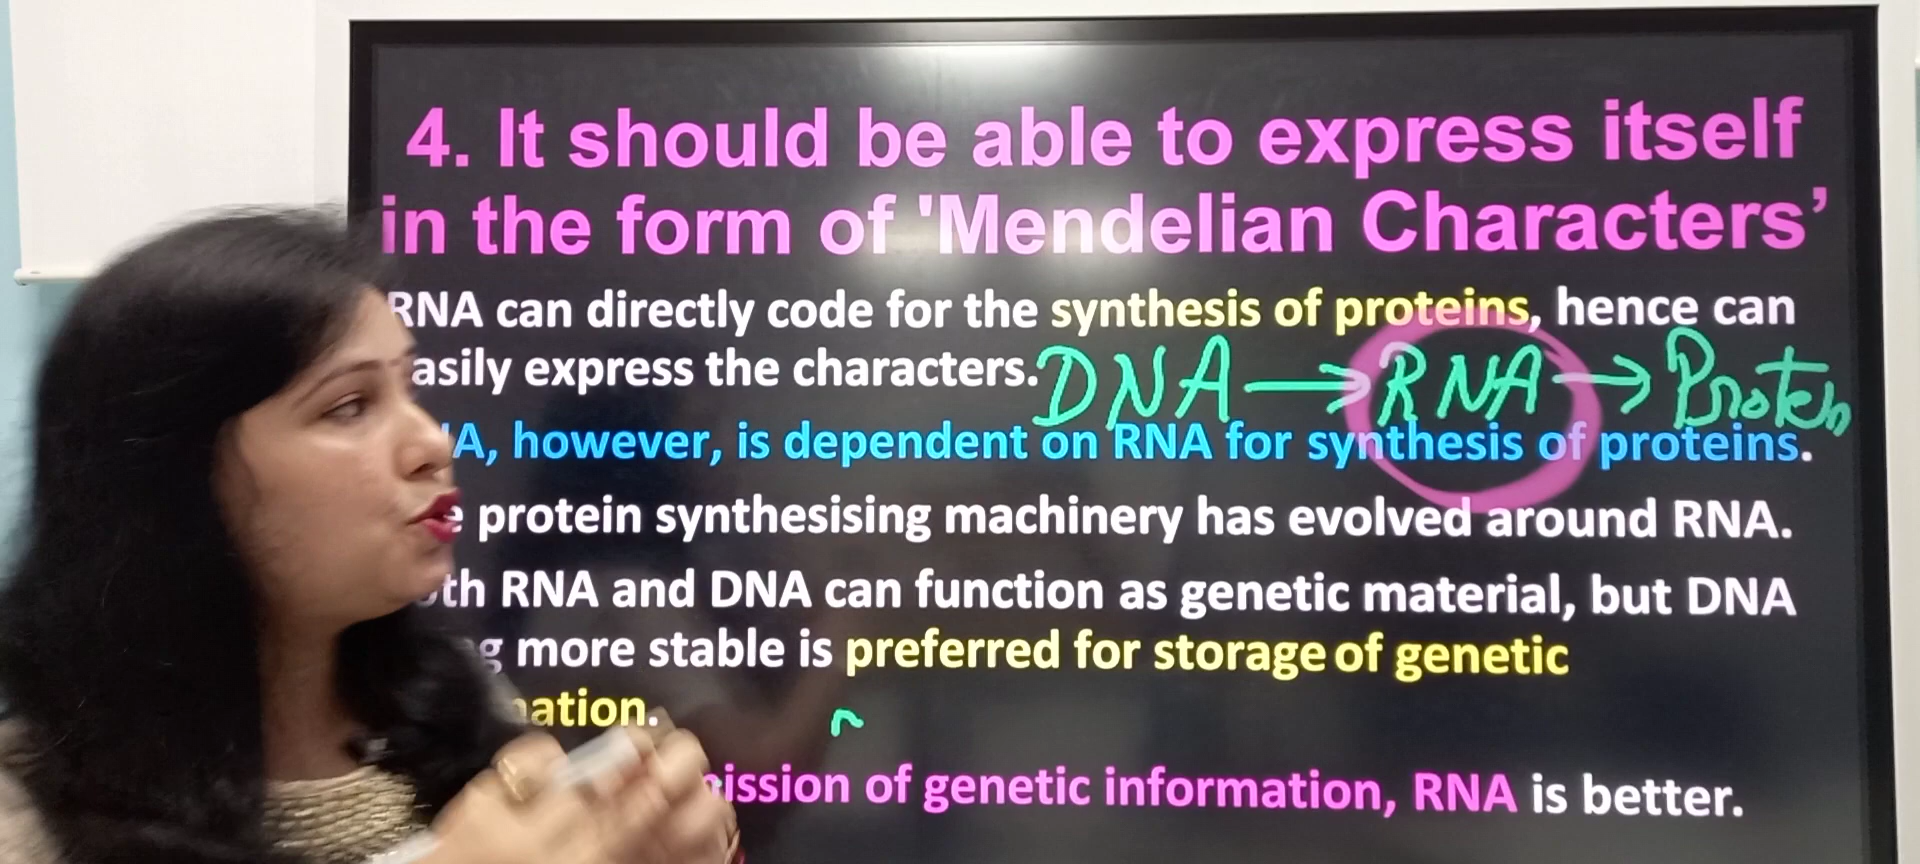 4. It should be able to express itself
in the form of 'Mendelian Characters’
RNA can directly code for the synthesis of proteins, hence can
asily express the characters.
DNA → RNA → Protein
A, however, is dependent on RNA for synthesis of proteins.
e protein synthesising machinery has evolved around RNA.
th RNA and DNA can function as genetic material, but DNA
g more stable is preferred for storage of genetic
ation.
ission of genetic information, RNA is better.